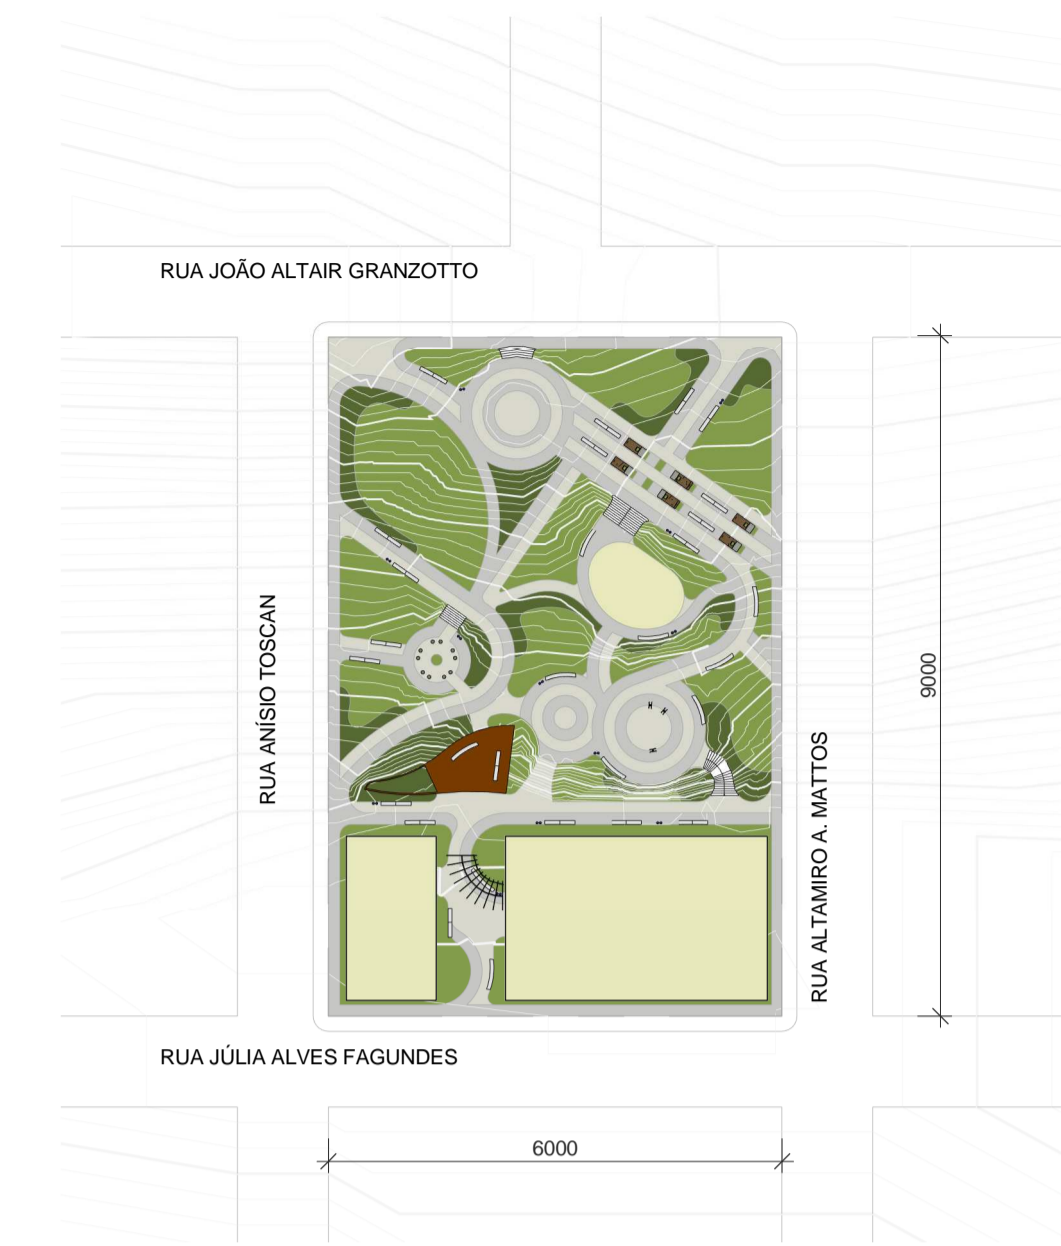 RUA JOÃO ALTAIR GRANZOTTO
RUA ANÍSIO TOSCAN
9000
RUA ALTAMIRO A. MATTOS
RUA JÚLIA ALVES FAGUNDES
6000